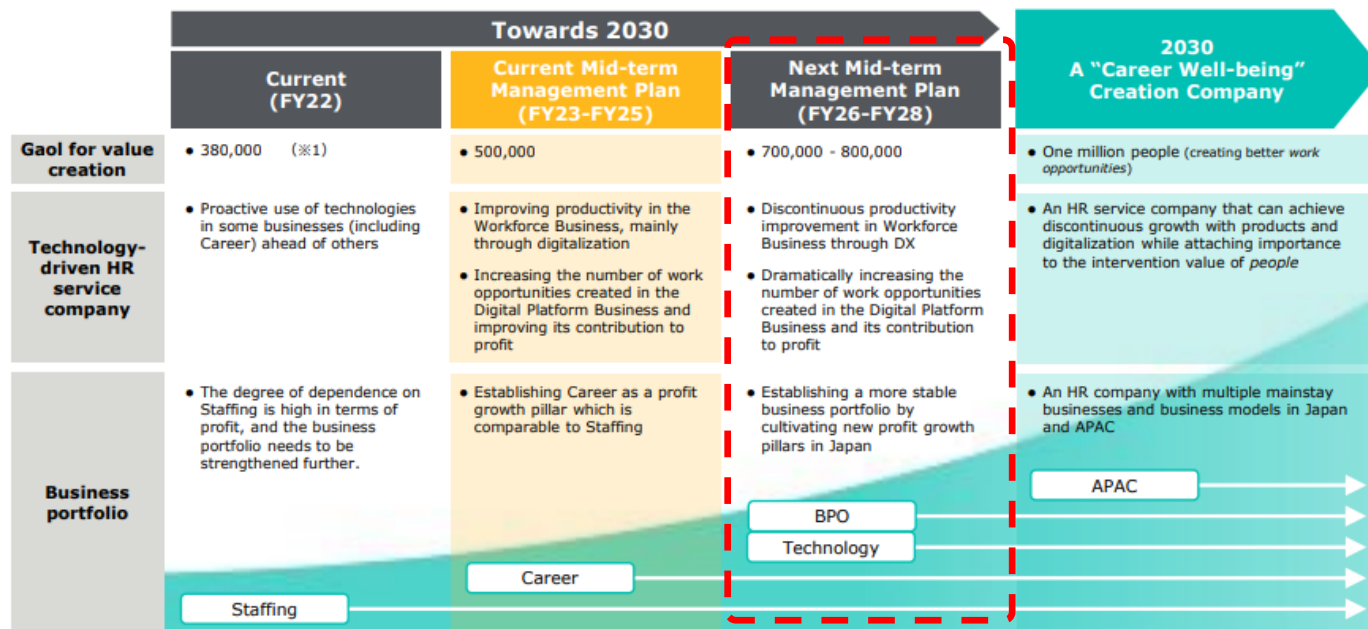 Towards 2030
Current
(FY22)
Current Mid-term
Management Plan
(FY23-FY25)
Next Mid-term
Management Plan
(FY26-FY28)
2030
A "Career Well-being"
Creation Company
Gaol for value
creation
● 380,000 (※1)
● 500,000
● 700,000 - 800,000
● One million people (creating better work
opportunities)
Technology-
driven HR
service
company
● Proactive use of technologies
in some businesses (including
Career) ahead of others
● Improving productivity in the
Workforce Business, mainly
through digitalization
● Increasing the number of work
opportunities created in the
Digital Platform Business and
improving its contribution to
profit
● Discontinuous productivity
improvement in Workforce
Business through DX
● Dramatically increasing the
number of work opportunities
created in the Digital Platform
Business and its contribution
to profit
● An HR service company that can achieve
discontinuous growth with products and
digitalization while attaching importance
to the intervention value of people
Business
portfolio
● The degree of dependence on
Staffing is high in terms of
profit, and the business
portfolio needs to be
strengthened further.
● Establishing Career as a profit
growth pillar which is
comparable to Staffing
● Establishing a more stable
business portfolio by
cultivating new profit growth
pillars in Japan
● An HR company with multiple mainstay
businesses and business models in Japan
and APAC
APAC
BPO
Technology
Career
Staffing